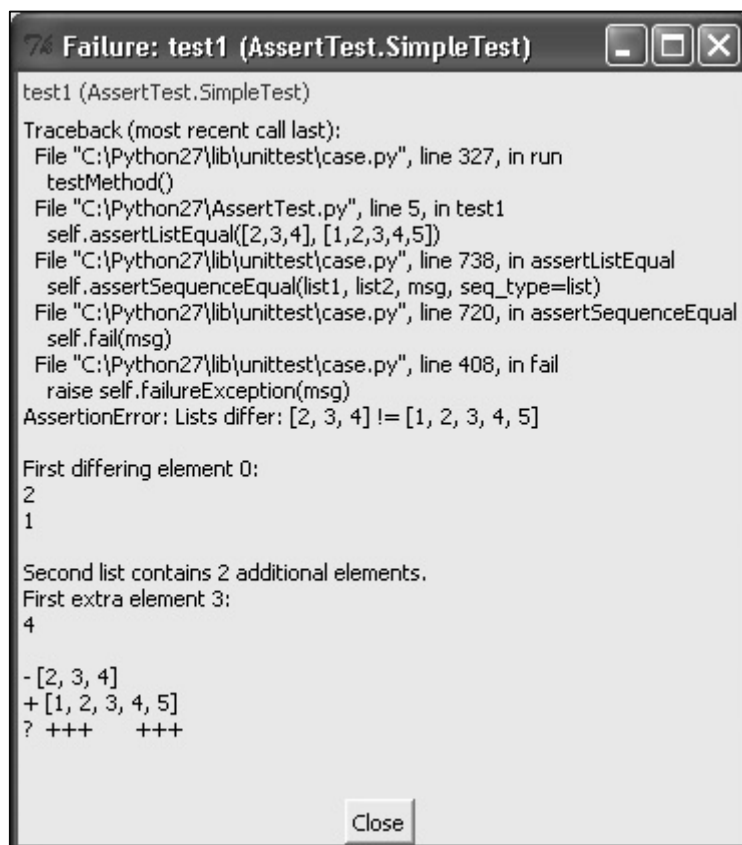 Failure: test1 (AssertTest.SimpleTest)
test1 (AssertTest.SimpleTest)
Traceback (most recent call last):
  File "C:\Python27\lib\unittest\case.py", line 327, in run
    testMethod()
  File "C:\Python27\AssertTest.py", line 5, in test1
    self.assertListEqual([2,3,4], [1,2,3,4,5])
  File "C:\Python27\lib\unittest\case.py", line 738, in assertListEqual
    self.assertSequenceEqual(list1, list2, msg, seq_type=list)
  File "C:\Python27\lib\unittest\case.py", line 720, in assertSequenceEqual
    self.fail(msg)
  File "C:\Python27\lib\unittest\case.py", line 408, in fail
    raise self.failureException(msg)
AssertionError: Lists differ: [2, 3, 4] != [1, 2, 3, 4, 5]

First differing element 0:
2
1

Second list contains 2 additional elements.
First extra element 3:
4

- [2, 3, 4]
+ [1, 2, 3, 4, 5]
?  +++       +++

Close